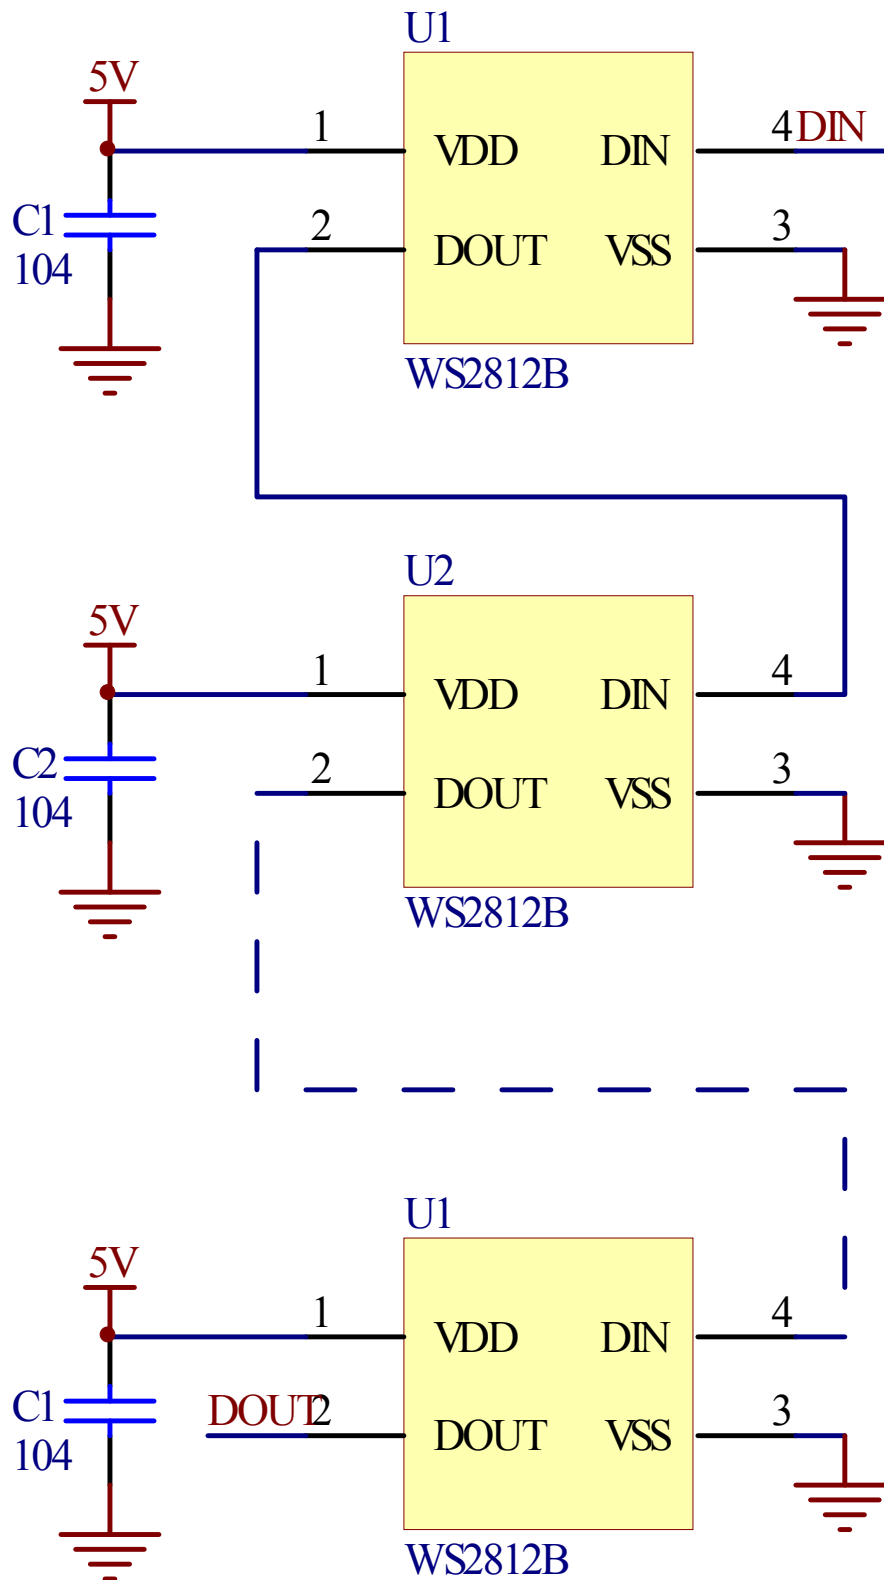 U1
5V
1 VDD DIN 4 DIN
C1
104
2 DOUT VSS 3
WS2812B
U2
5V
1 VDD DIN 4
C2
104
2 DOUT VSS 3
WS2812B
U1
5V
1 VDD DIN 4
C1
104
DOUT 2 DOUT VSS 3
WS2812B